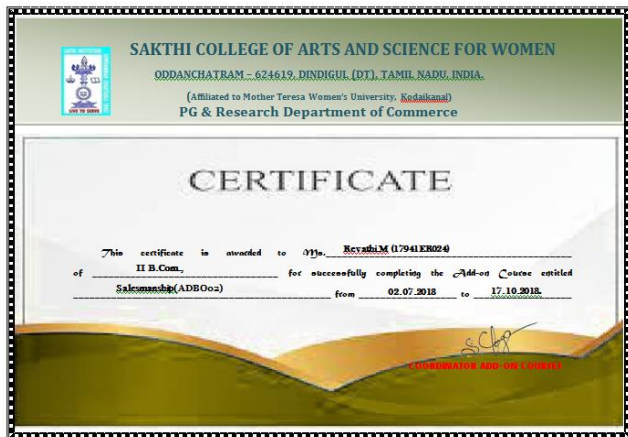 SAKTHI COLLEGE OF ARTS AND SCIENCE FOR WOMEN
ODDANCHATRAM – 624619, DINDIGUL (DT), TAMIL NADU, INDIA.
(Affiliated to Mother Teresa Women's University, Kodaikanal)
PG & Research Department of Commerce
LIVE TO SERVE
CERTIFICATE
This certificate is awarded to Ms. Revathi.M (17941ER024)
of II B.Com., for successfully completing the Add-on Course entitled
Salesmanship(ADBO02) from 02.07.2018 to 17.10.2018.
COORDINATOR ADD-ON COURSES